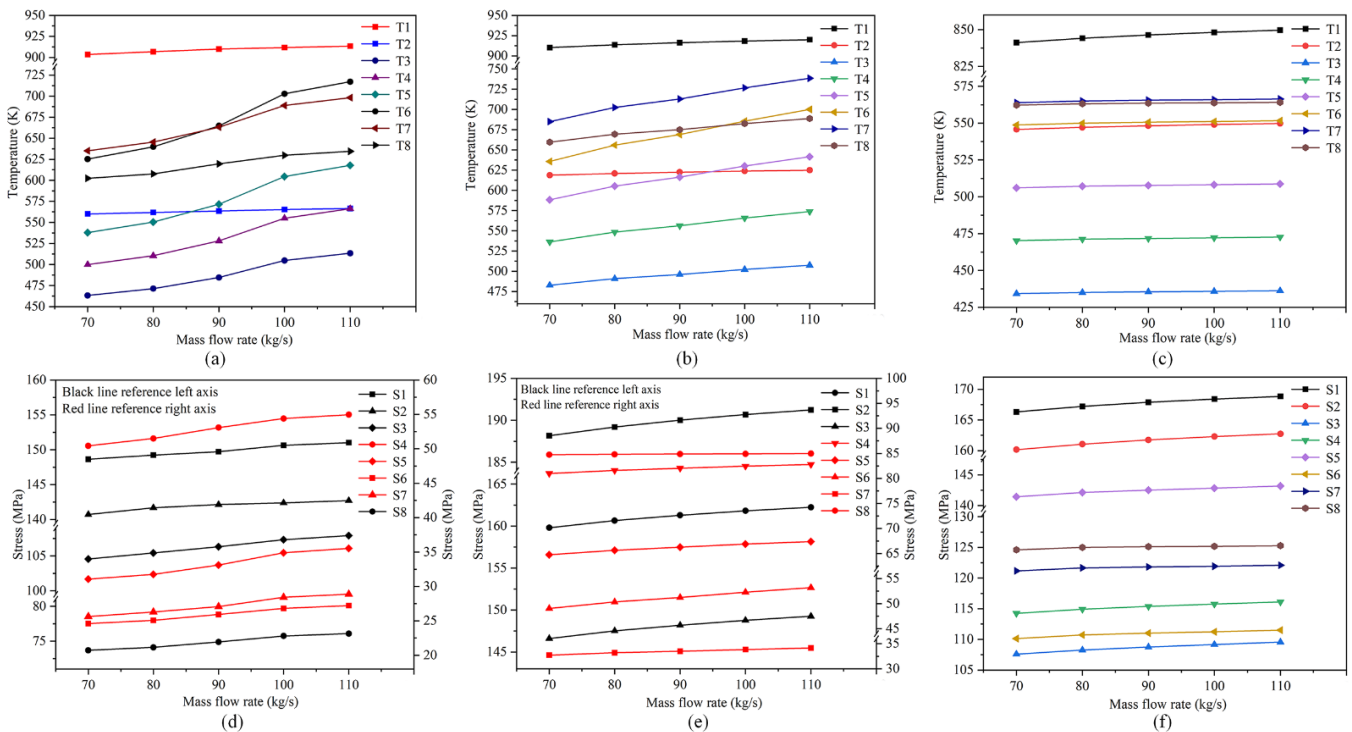 950
925
900
725
700
675
650
625
600
575
550
525
500
475
450
Temperature (K)
T1
T2
T3
T4
T5
T6
T7
T8
70 80 90 100 110
Mass flow rate (kg/s)
(a)
950
925
900
750
725
700
675
650
625
600
575
550
525
500
475
Temperature (K)
T1
T2
T3
T4
T5
T6
T7
T8
70 80 90 100 110
Mass flow rate (kg/s)
(b)
850
825
575
550
525
500
475
450
425
Temperature (K)
T1
T2
T3
T4
T5
T6
T7
T8
70 80 90 100 110
Mass flow rate (kg/s)
(c)
Black line reference left axis
Red line reference right axis
160
155
150
145
140
105
100
80
75
Stress (MPa)
S1
S2
S3
S4
S5
S6
S7
S8
60
55
50
45
40
35
30
25
20
Stress (MPa)
70 80 90 100 110
Mass flow rate (kg/s)
(d)
Black line reference left axis
Red line reference right axis
195
190
185
165
160
155
150
145
Stress (MPa)
S1
S2
S3
S4
S5
S6
S7
S8
100
95
90
85
80
75
70
65
55
50
45
35
30
Stress (MPa)
70 80 90 100 110
Mass flow rate (kg/s)
(e)
170
165
160
145
140
130
125
120
115
110
105
Stress (MPa)
S1
S2
S3
S4
S5
S6
S7
S8
70 80 90 100 110
Mass flow rate (kg/s)
(f)